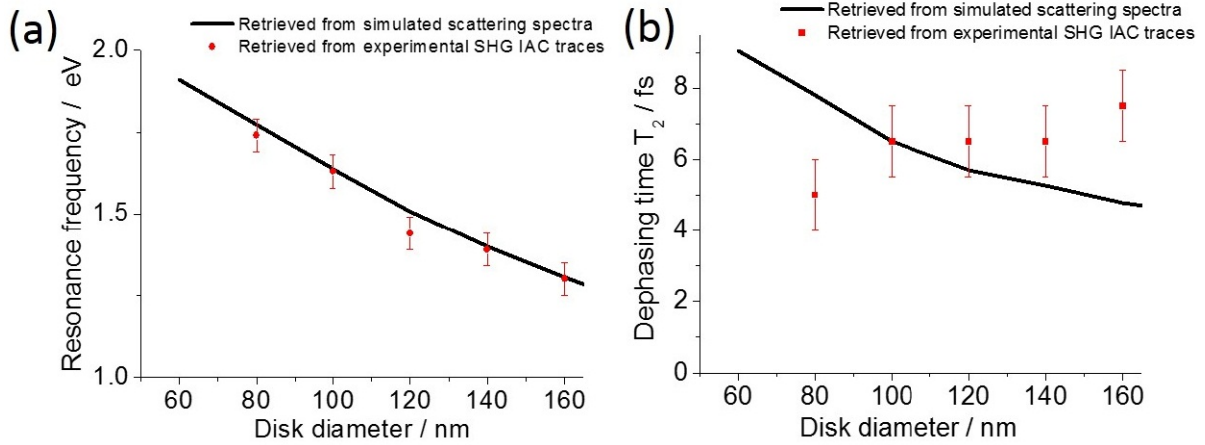 (a)
Retrieved from simulated scattering spectra
Retrieved from experimental SHG IAC traces
Resonance frequency / eV
2.0
1.5
1.0
60 80 100 120 140 160
Disk diameter / nm
(b)
Retrieved from simulated scattering spectra
Retrieved from experimental SHG IAC traces
Dephasing time T2 / fs
8
6
4
2
0
60 80 100 120 140 160
Disk diameter / nm